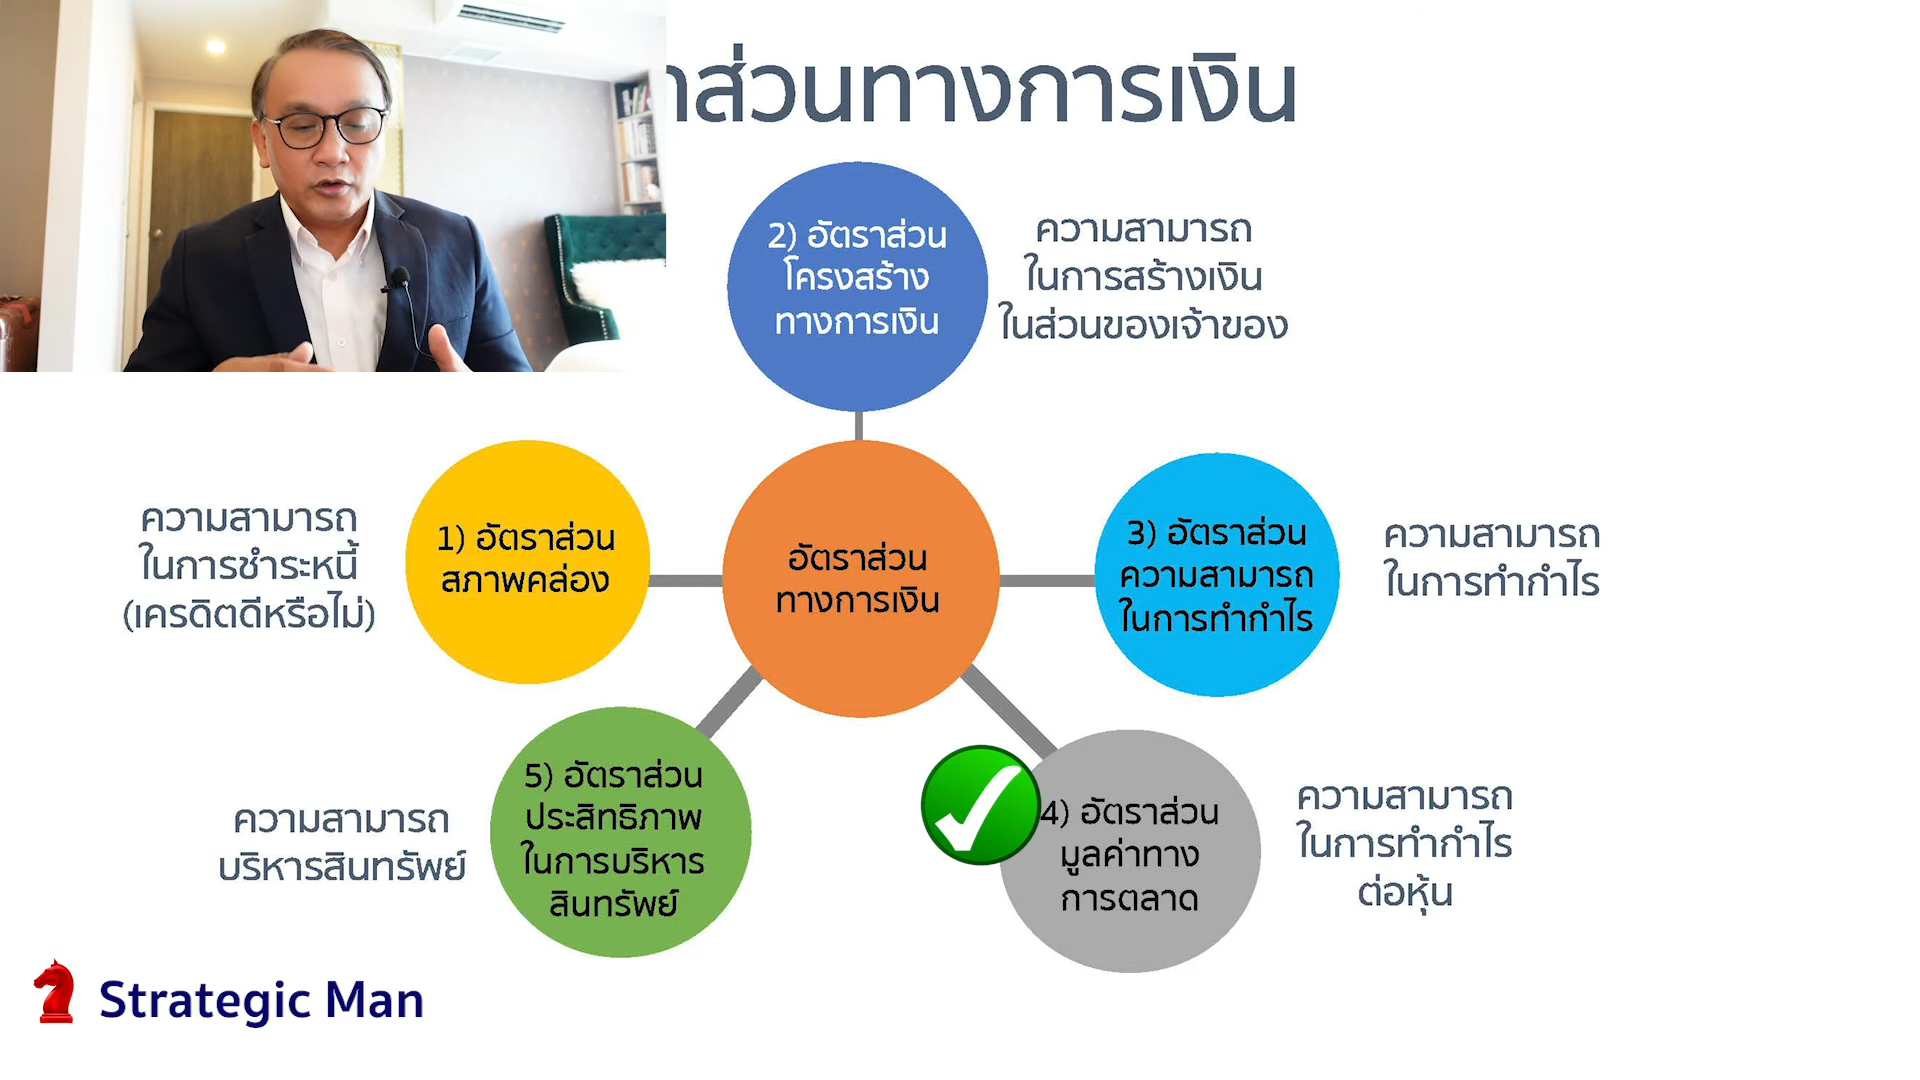 ส่วนทางการเงิน
2) อัตราส่วน
โครงสร้าง
ทางการเงิน
ความสามารถ
ในการสร้างเงิน
ในส่วนของเจ้าของ
ความสามารถ
ในการชำระหนี้
(เครดิตดีหรือไม่)
1) อัตราส่วน
สภาพคล่อง
อัตราส่วน
ทางการเงิน
3) อัตราส่วน
ความสามารถ
ในการทำกำไร
ความสามารถ
ในการทำกำไร
ความสามารถ
บริหารสินทรัพย์
5) อัตราส่วน
ประสิทธิภาพ
ในการบริหาร
สินทรัพย์
4) อัตราส่วน
มูลค่าทาง
การตลาด
ความสามารถ
ในการทำกำไร
ต่อหุ้น
Strategic Man